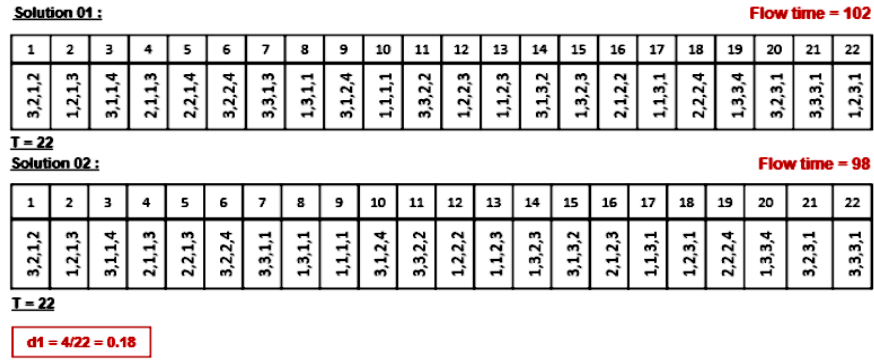 Solution 01 : Flow time = 102
1 2 3 4 5 6 7 8 9 10 11 12 13 14 15 16 17 18 19 20 21 22
3,2,1,2 1,2,1,3 3,1,1,4 2,1,1,3 2,2,1,4 3,2,2,4 3,3,1,3 1,3,1,1 3,1,2,4 1,1,1,1 3,3,2,2 1,2,2,3 1,1,2,3 3,1,3,2 1,3,2,3 2,1,2,2 1,1,3,1 2,2,2,4 1,3,3,4 3,2,3,1 3,3,3,1 1,2,3,1
T = 22
Solution 02 : Flow time = 98
1 2 3 4 5 6 7 8 9 10 11 12 13 14 15 16 17 18 19 20 21 22
3,2,1,2 1,2,1,3 3,1,1,4 2,1,1,3 2,2,1,3 3,2,2,4 3,3,1,1 1,3,1,1 1,1,1,1 3,1,2,4 3,3,2,2 1,2,2,2 1,1,2,3 1,3,2,3 3,1,3,2 2,1,2,3 1,1,3,1 1,2,3,1 2,2,2,4 1,3,3,4 3,2,3,1 3,3,3,1
T = 22
d1 = 4/22 = 0.18